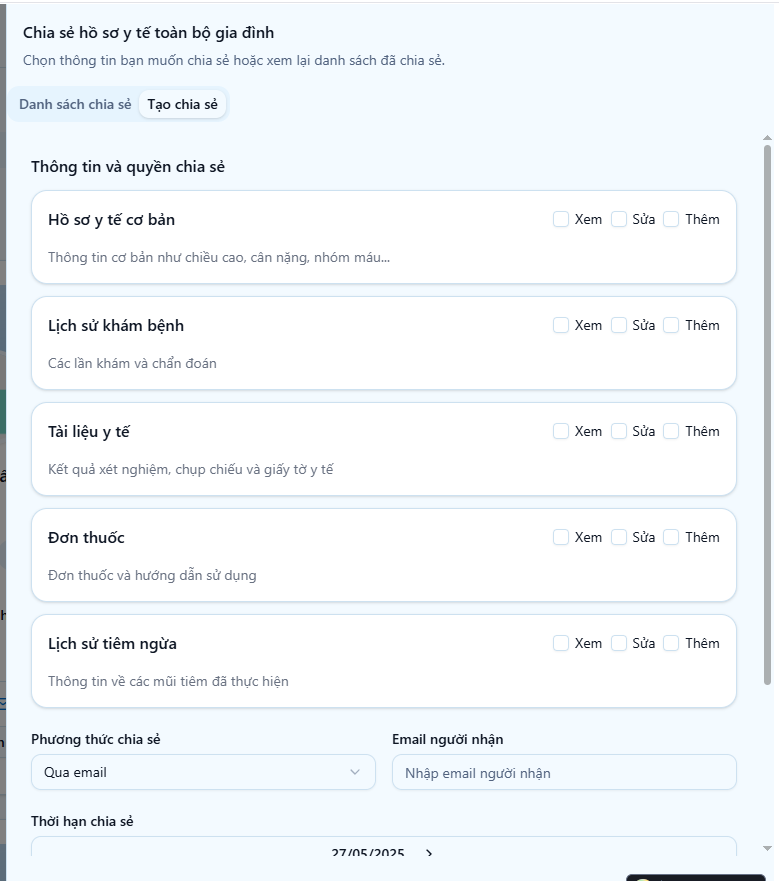 Chia sẻ hồ sơ y tế toàn bộ gia đình
Chọn thông tin bạn muốn chia sẻ hoặc xem lại danh sách đã chia sẻ.
Danh sách chia sẻ Tạo chia sẻ
Thông tin và quyền chia sẻ
Hồ sơ y tế cơ bản Xem Sửa Thêm
Thông tin cơ bản như chiều cao, cân nặng, nhóm máu...
Lịch sử khám bệnh Xem Sửa Thêm
Các lần khám và chẩn đoán
Tài liệu y tế Xem Sửa Thêm
Kết quả xét nghiệm, chụp chiếu và giấy tờ y tế
Đơn thuốc Xem Sửa Thêm
Đơn thuốc và hướng dẫn sử dụng
Lịch sử tiêm ngừa Xem Sửa Thêm
Thông tin về các mũi tiêm đã thực hiện
Phương thức chia sẻ Email người nhận
Qua email Nhập email người nhận
Thời hạn chia sẻ
27/05/2025